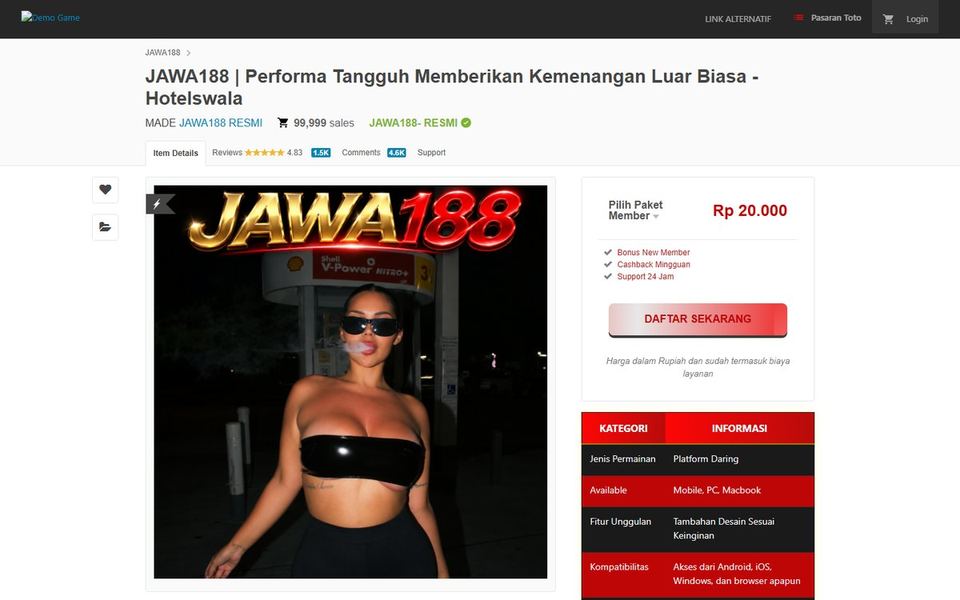 Demo Game
LINK ALTERNATIF
Pasaran Toto
Login
JAWA188
JAWA188 | Performa Tangguh Memberikan Kemenangan Luar Biasa -
Hotelswala
MADE JAWA188 RESMI 99,999 sales JAWA188- RESMI
Item Details Reviews 4.83 1.5K Comments 4.6K Support
JAWA188
Shell
V-Power NITRO+
3
Pilih Paket
Member
Rp 20.000
Bonus New Member
Cashback Mingguan
Support 24 Jam
DAFTAR SEKARANG
Harga dalam Rupiah dan sudah termasuk biaya
layanan
KATEGORI INFORMASI
Jenis Permainan Platform Daring
Available Mobile, PC, Macbook
Fitur Unggulan Tambahan Desain Sesuai
Keinginan
Kompatibilitas Akses dari Android, iOS,
Windows, dan browser apapun